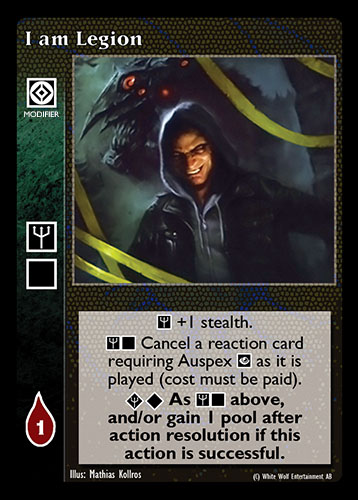 I am Legion
MODIFIER
+1 stealth.
Cancel a reaction card
requiring Auspex as it is
played (cost must be paid).
As above,
and/or gain 1 pool after
action resolution if this
action is successful.
1
Illus: Mathias Kollros
(C) White Wolf Entertainment AB